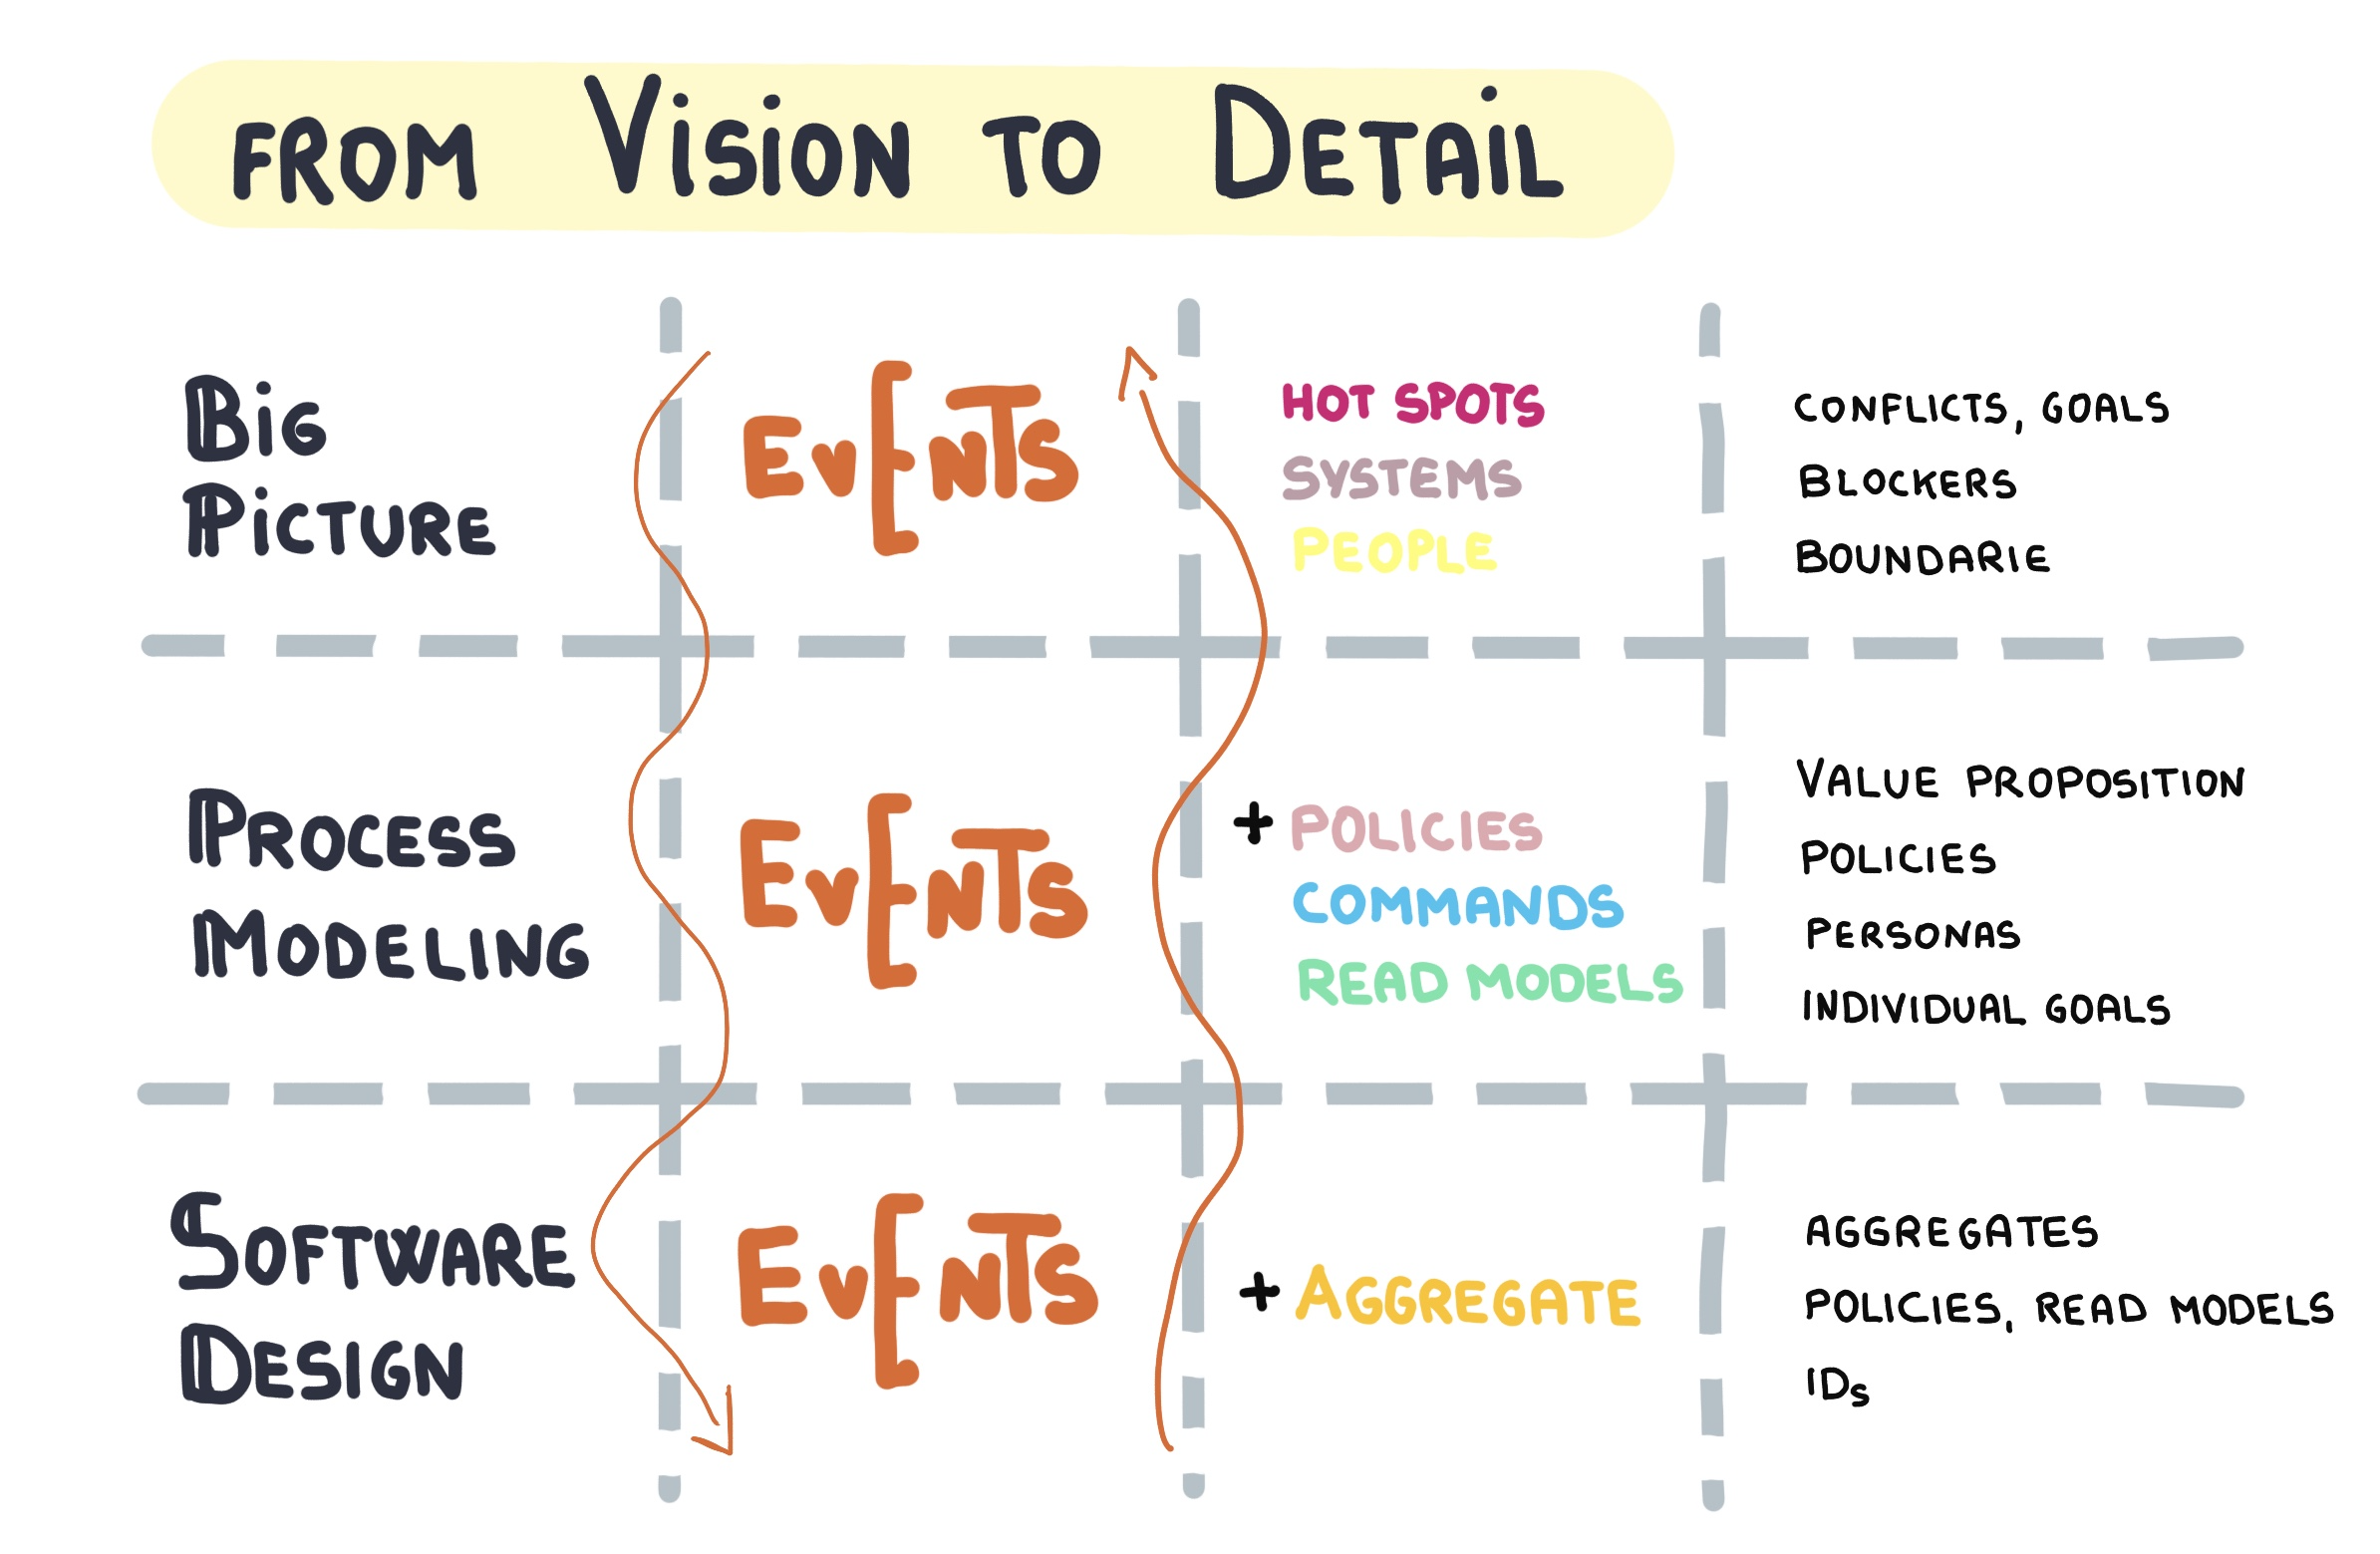 FROM VISION TO DETAIL
BIG
PICTURE
EVENTS
HOT SPOTS
SYSTEMS
PEOPLE
CONFLICTS, GOALS
BLOCKERS
BOUNDARIE
PROCESS
MODELING
EVENTS
+ POLICIES
COMMANDS
READ MODELS
VALUE PROPOSITION
POLICIES
PERSONAS
INDIVIDUAL GOALS
SOFTWARE
DESIGN
EVENTS
+ AGGREGATE
AGGREGATES
POLICIES, READ MODELS
IDs